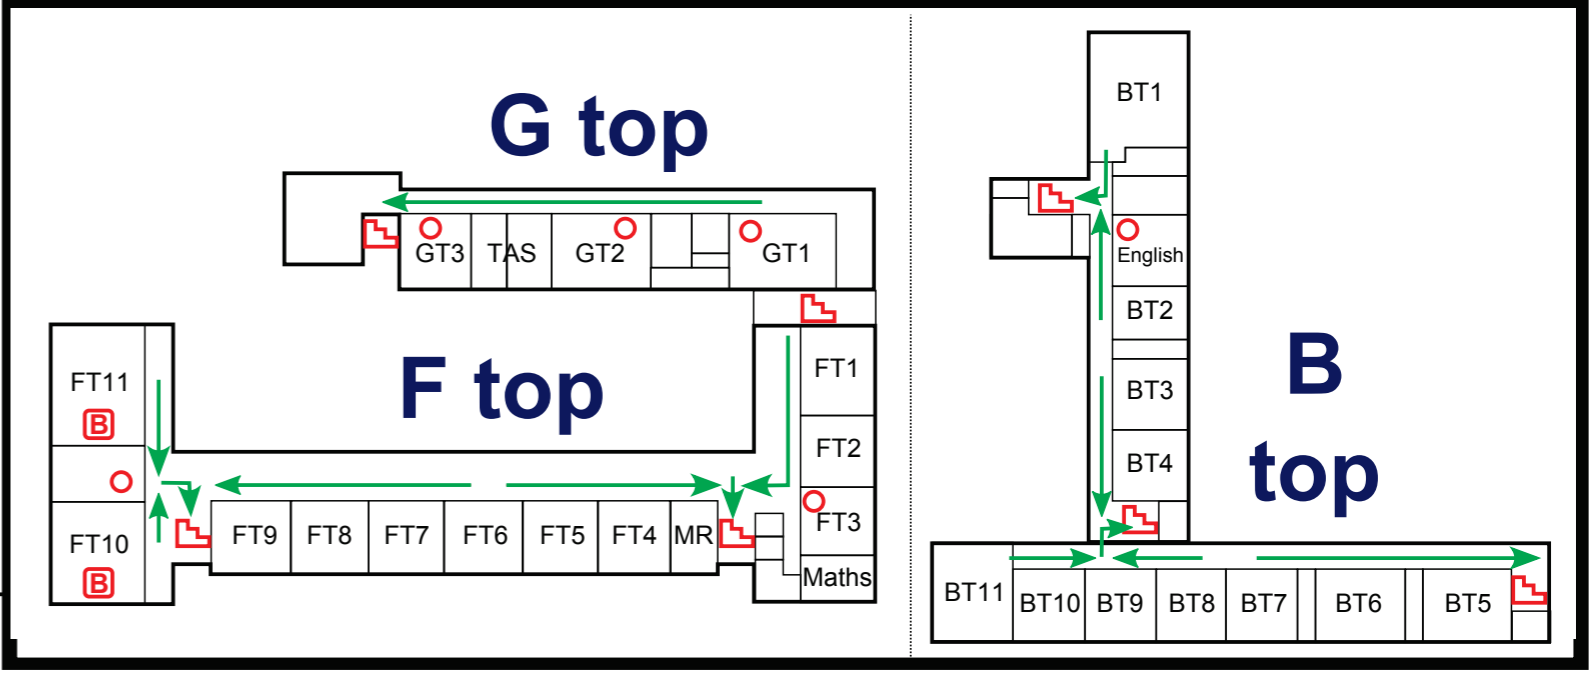 G top
GT3
TAS
GT2
GT1
F top
FT11
B
FT10
B
FT9
FT8
FT7
FT6
FT5
FT4
MR
FT1
FT2
FT3
Maths
BT1
English
BT2
BT3
BT4
B
top
BT11
BT10
BT9
BT8
BT7
BT6
BT5